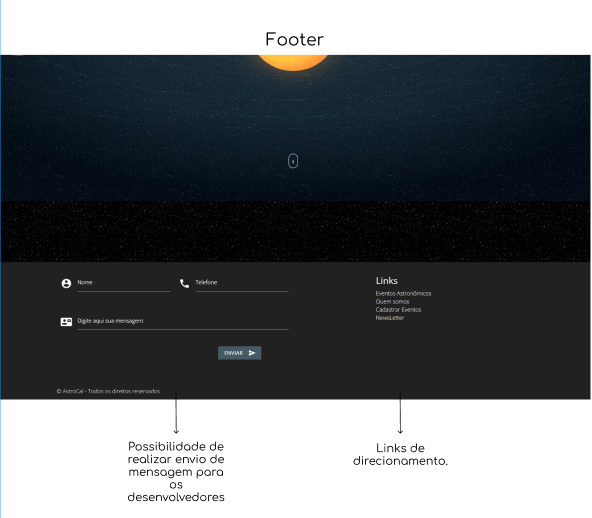 Footer
Nome
Telefone
Digite aqui sua mensagem:
ENVIAR
Links
Eventos Astronômicos
Quem somos
Cadastrar Eventos
NewsLetter
© AstroCal - Todos os direitos reservados.
Possibilidade de
realizar envio de
mensagem para
os
desenvolvedores
Links de
direcionamento.